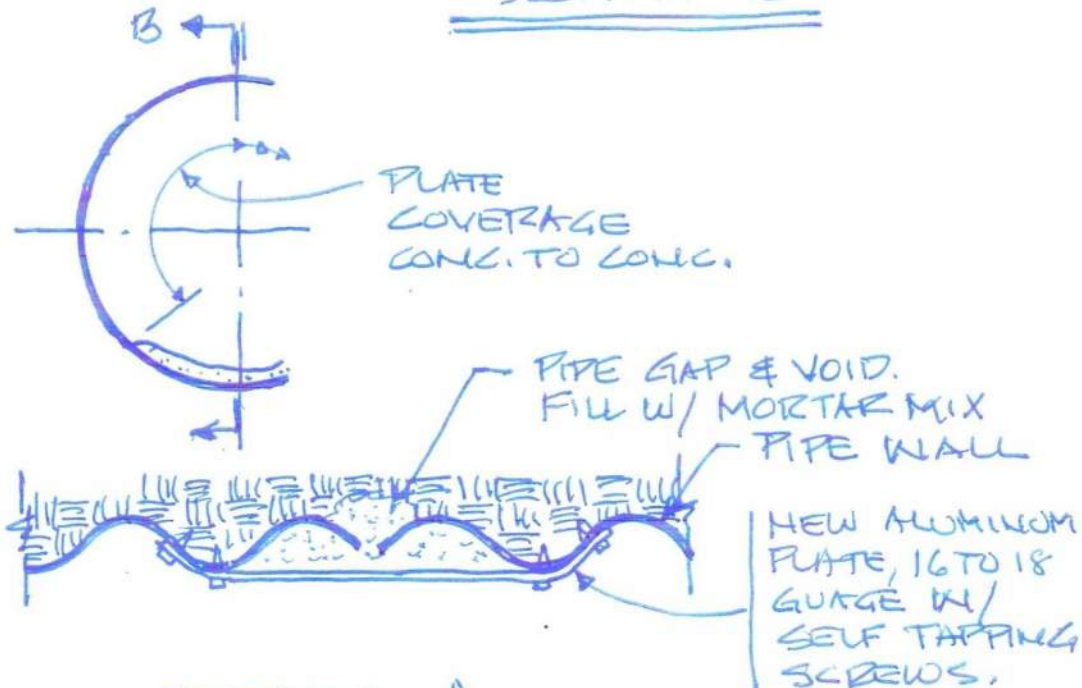 B
PLATE
COVERAGE
CONC. TO CONC.
PIPE GAP & VOID.
FILL W/ MORTAR MIX
PIPE WALL
NEW ALUMINUM
PLATE, 16 TO 18
GUAGE W/
SELF TAPPING
SCREWS.